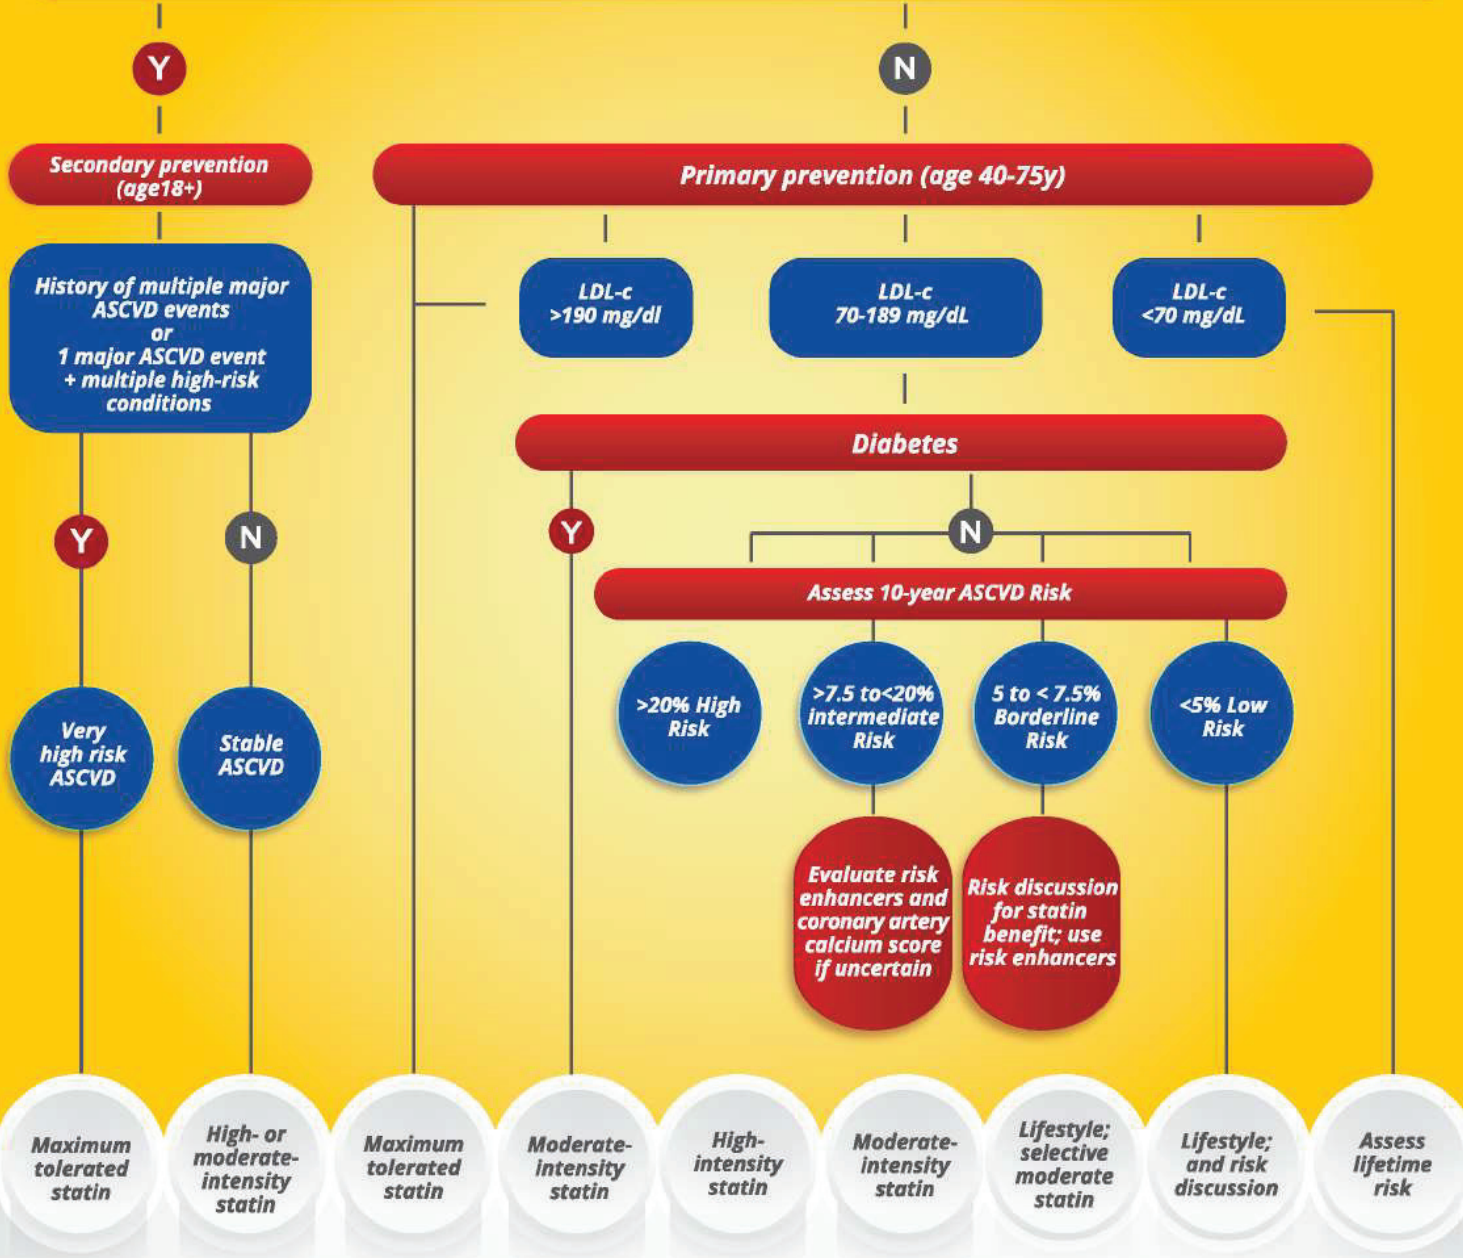 Y
N
Secondary prevention
(age18+)
Primary prevention (age 40-75y)
History of multiple major
ASCVD events
or
1 major ASCVD event
+ multiple high-risk
conditions
LDL-c
>190 mg/dl
LDL-c
70-189 mg/dL
LDL-c
<70 mg/dL
Diabetes
Y
N
Y
N
Assess 10-year ASCVD Risk
Very
high risk
ASCVD
Stable
ASCVD
>20% High
Risk
>7.5 to<20%
intermediate
Risk
5 to < 7.5%
Borderline
Risk
<5% Low
Risk
Evaluate risk
enhancers and
coronary artery
calcium score
if uncertain
Risk discussion
for statin
benefit; use
risk enhancers
Maximum
tolerated
statin
High- or
moderate-
intensity
statin
Maximum
tolerated
statin
Moderate-
intensity
statin
High-
intensity
statin
Moderate-
intensity
statin
Lifestyle;
selective
moderate
statin
Lifestyle;
and risk
discussion
Assess
lifetime
risk